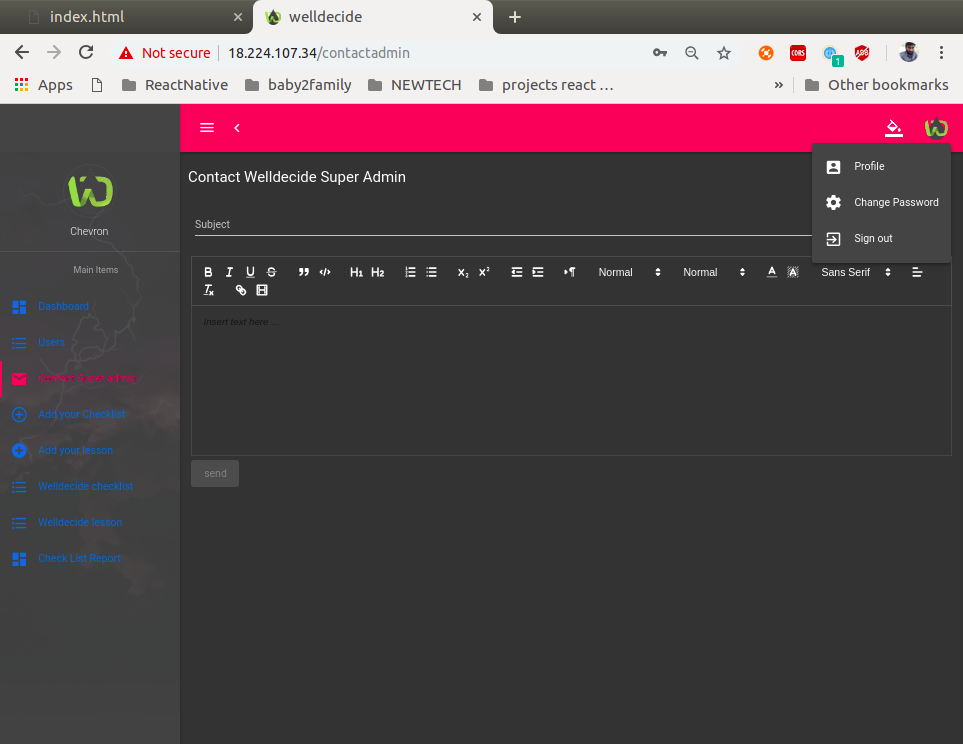 index.html
welldecide
Not secure
18.224.107.34/contactadmin
CORS
1
ABP
Apps
ReactNative
baby2family
NEWTECH
projects react ...
»
Other bookmarks
Contact Welldecide Super Admin
Profile
Change Password
Sign out
Chevron
Main Items
Dashboard
Users
Contact Super admin
Add your Checklist
Add your lesson
Welldecide checklist
Welldecide lesson
Check List Report
Subject
B I U S H1 H2 X2 X2 Normal Normal A A Sans Serif
Tx
Insert text here ...
send